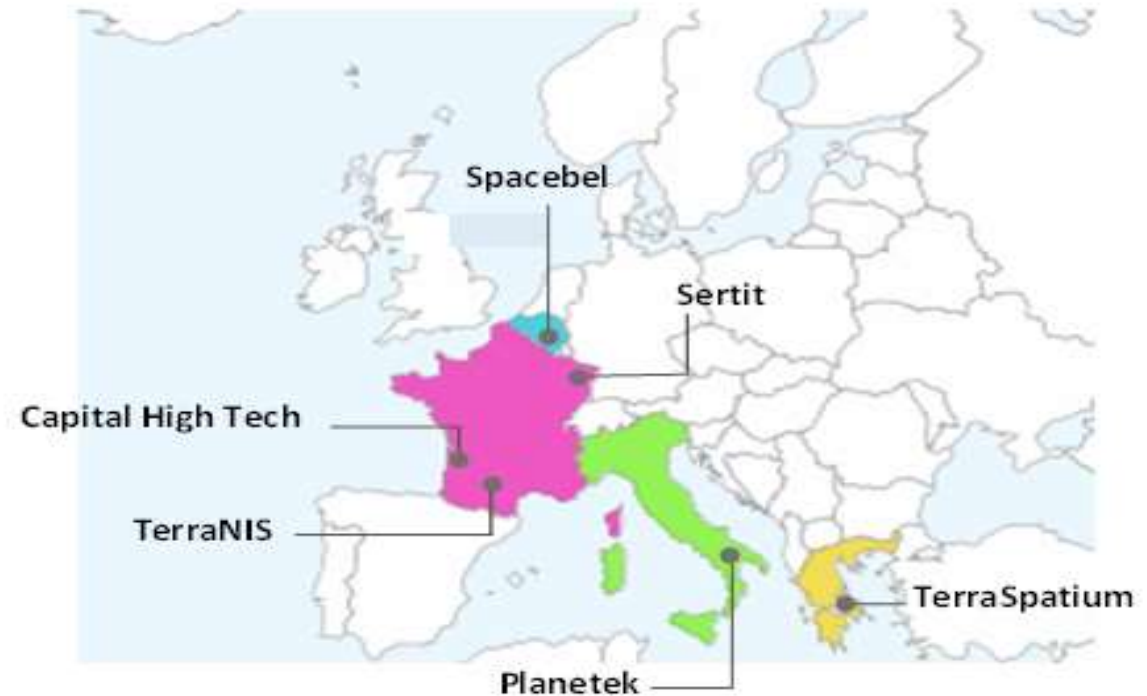 Spacebel
Sertit
Capital High Tech
TerraNIS
TerraSpatium
Planetek